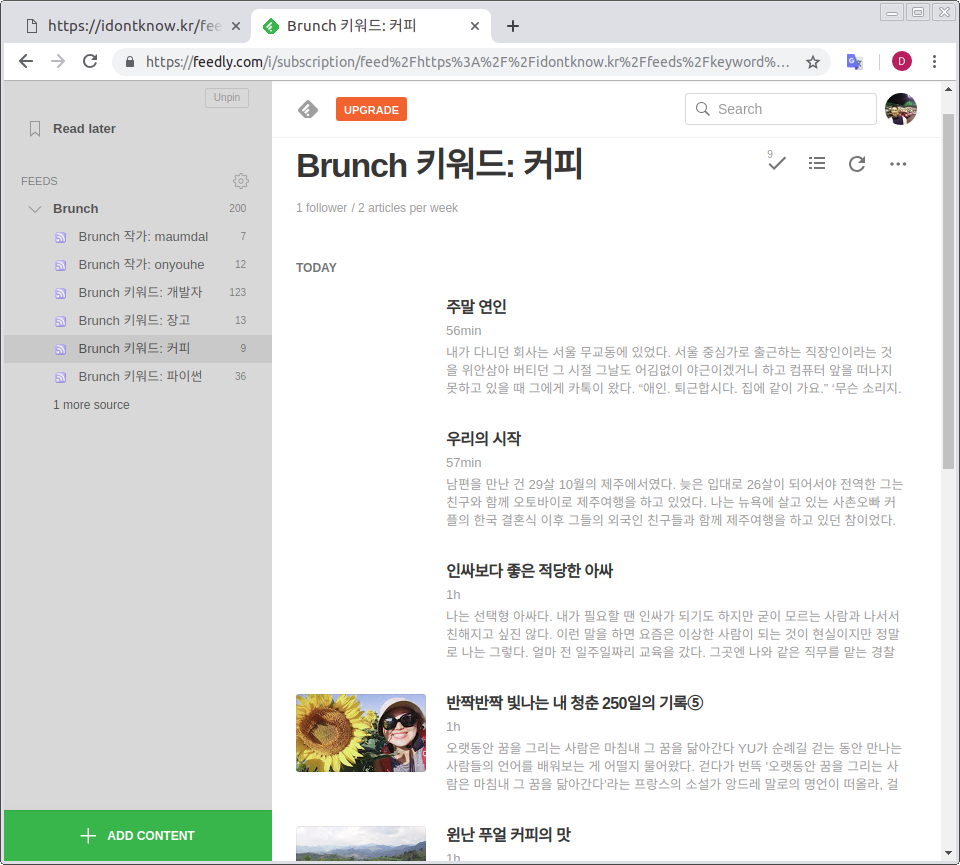 https://idontknow.kr/fee
Brunch 키워드: 커피
https://feedly.com/i/subscription/feed%2Fhttps%3A%2F%2Fidontknow.kr%2Ffeeds%2Fkeyword%...
D
Unpin
Read later
FEEDS
Brunch 200
Brunch 작가: maumdal 7
Brunch 작가: onyouhe 12
Brunch 키워드: 개발자 123
Brunch 키워드: 장고 13
Brunch 키워드: 커피 9
Brunch 키워드: 파이썬 36
1 more source
ADD CONTENT
UPGRADE
Search
Brunch 키워드: 커피
9
1 follower / 2 articles per week
TODAY
주말 연인
56min
내가 다니던 회사는 서울 무교동에 있었다. 서울 중심가로 출근하는 직장인이라는 것
을 위안삼아 버티던 그 시절 그날도 어김없이 야근이겠거니 하고 컴퓨터 앞을 떠나지
못하고 있을 때 그에게 카톡이 왔다. “애인. 퇴근합시다. 집에 같이 가요.” ‘무슨 소리지.
우리의 시작
57min
남편을 만난 건 29살 10월의 제주에서였다. 늦은 입대로 26살이 되어서야 전역한 그는
친구와 함께 오토바이로 제주여행을 하고 있었다. 나는 뉴욕에 살고 있는 사촌오빠 커
플의 한국 결혼식 이후 그들의 외국인 친구들과 함께 제주여행을 하고 있던 참이었다.
인싸보다 좋은 적당한 아싸
1h
나는 선택형 아싸다. 내가 필요할 땐 인싸가 되기도 하지만 굳이 모르는 사람과 나서서
친해지고 싶진 않다. 이런 말을 하면 요즘은 이상한 사람이 되는 것이 현실이지만 정말
로 나는 그렇다. 얼마 전 일주일짜리 교육을 갔다. 그곳엔 나와 같은 직무를 맡는 경찰
반짝반짝 빛나는 내 청춘 250일의 기록⑤
1h
오랫동안 꿈을 그리는 사람은 마침내 그 꿈을 닮아간다 YU가 순례길 걷는 동안 만나는
사람들의 언어를 배워보는 게 어떨지 물어왔다. 걷다가 번뜩 '오랫동안 꿈을 그리는 사
람은 마침내 그 꿈을 닮아간다'라는 프랑스의 소설가 앙드레 말로의 명언이 떠올라, 걸
윈난 푸얼 커피의 맛
1h